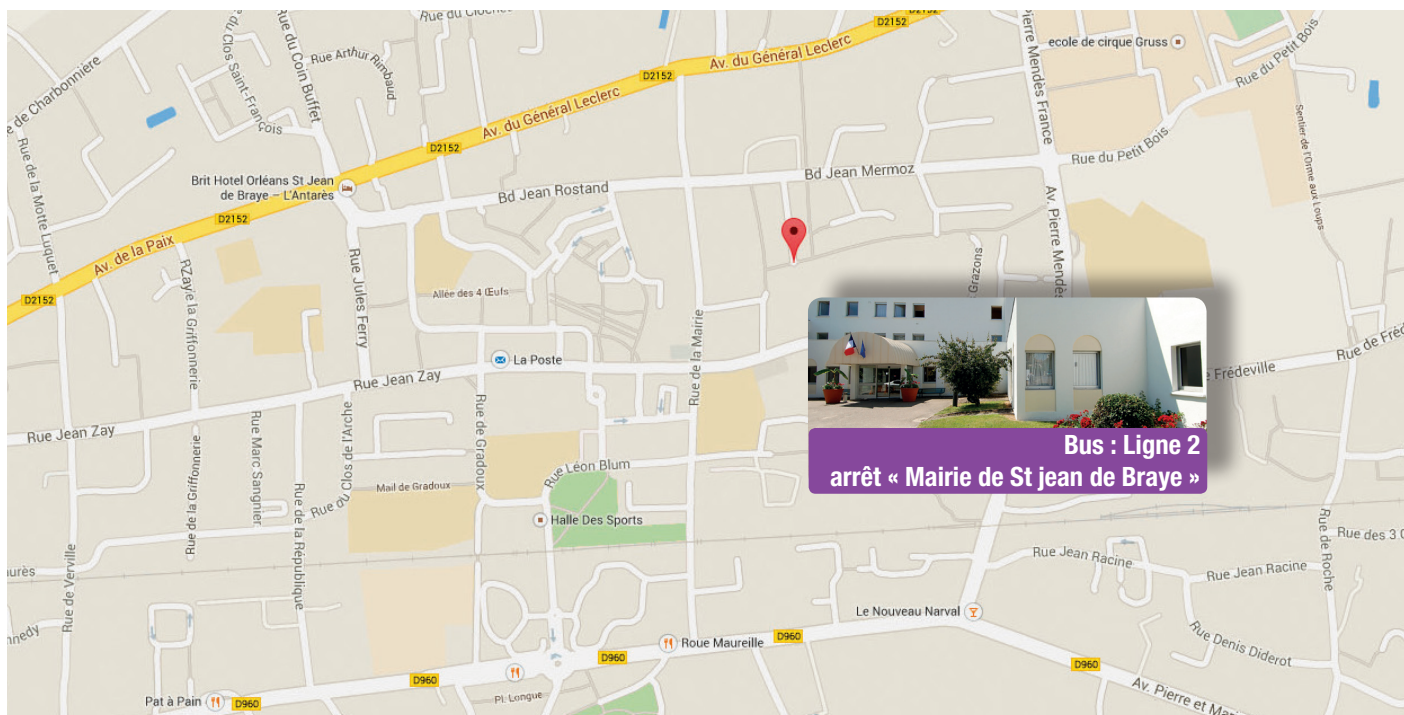 Rue du Clos
Rue du Coin Buffet
Clos Saint-François
Rue Arthur Rimbaud
e de Charbonnière
Av. du Général Leclerc
D2152
D2152
Av. du Général Leclerc
D2152
ecole de cirque Gruss
Rue du Petit Bois
Pierre Mendès France
Sentier de l'Orme aux Loups
Rue de la Motte Luquet
Brit Hotel Orléans St Jean
de Braye – L'Antarès
D2152
Bd Jean Rostand
Bd Jean Mermoz
Rue du Petit Bois
Av. de la Paix
D2152
Rue Jules Ferry
Allée des 4 Œufs
Av. Pierre Mendès
Grazons
RZay
e la Griffonnerie
Rue de la Mairie
La Poste
Rue Jean Zay
Rue Jean Zay
Rue de Fréd
e Frédeville
Rue de la Griffonnerie
Rue Marc Sangnier
Rue du Clos de l'Arche
Rue de Gradoux
Rue Léon Blum
Mail de Gradoux
Halle Des Sports
Bus : Ligne 2
arrêt « Mairie de St jean de Braye »
Rue de la République
Rue de Verville
aurès
nnedy
Rue de Roche
Rue des 3 C
Rue Jean Racine
Rue Jean Racine
Le Nouveau Narval
Rue Denis Diderot
Roue Maureille
D960
D960
D960
D960
Pl. Longue
Pat à Pain
D960
Av. Pierre et Mar